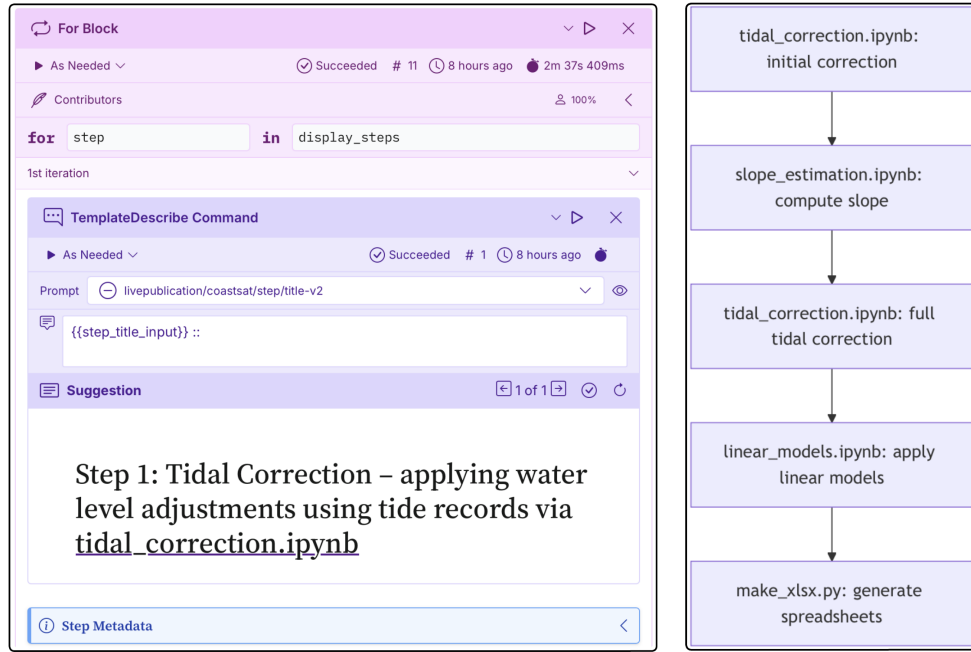 For Block
As Needed Succeeded # 11 8 hours ago 2m 37s 409ms
Contributors 100%
for step in display_steps
1st iteration
TemplateDescribe Command
As Needed Succeeded # 1 8 hours ago
Prompt livepublication/coastsat/step/title-v2
{{step_title_input}} ::
Suggestion 1 of 1
Step 1: Tidal Correction – applying water
level adjustments using tide records via
tidal_correction.ipynb
Step Metadata
tidal_correction.ipynb:
initial correction
slope_estimation.ipynb:
compute slope
tidal_correction.ipynb: full
tidal correction
linear_models.ipynb: apply
linear models
make_xlsx.py: generate
spreadsheets